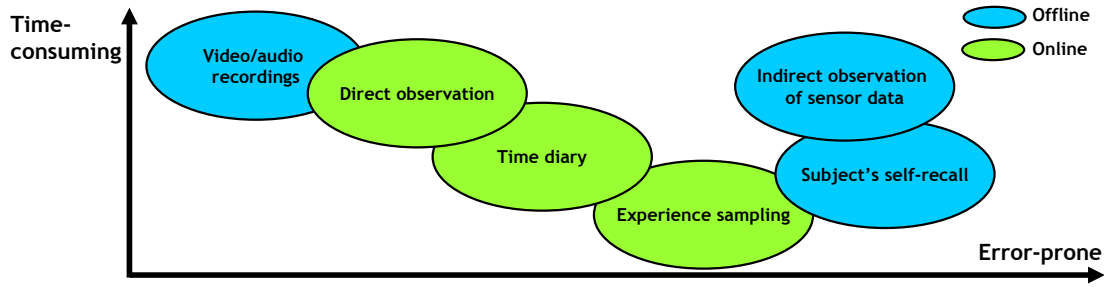 Time-
consuming
Video/audio
recordings
Direct observation
Time diary
Experience sampling
Indirect observation
of sensor data
Subject’s self-recall
Offline
Online
Error-prone